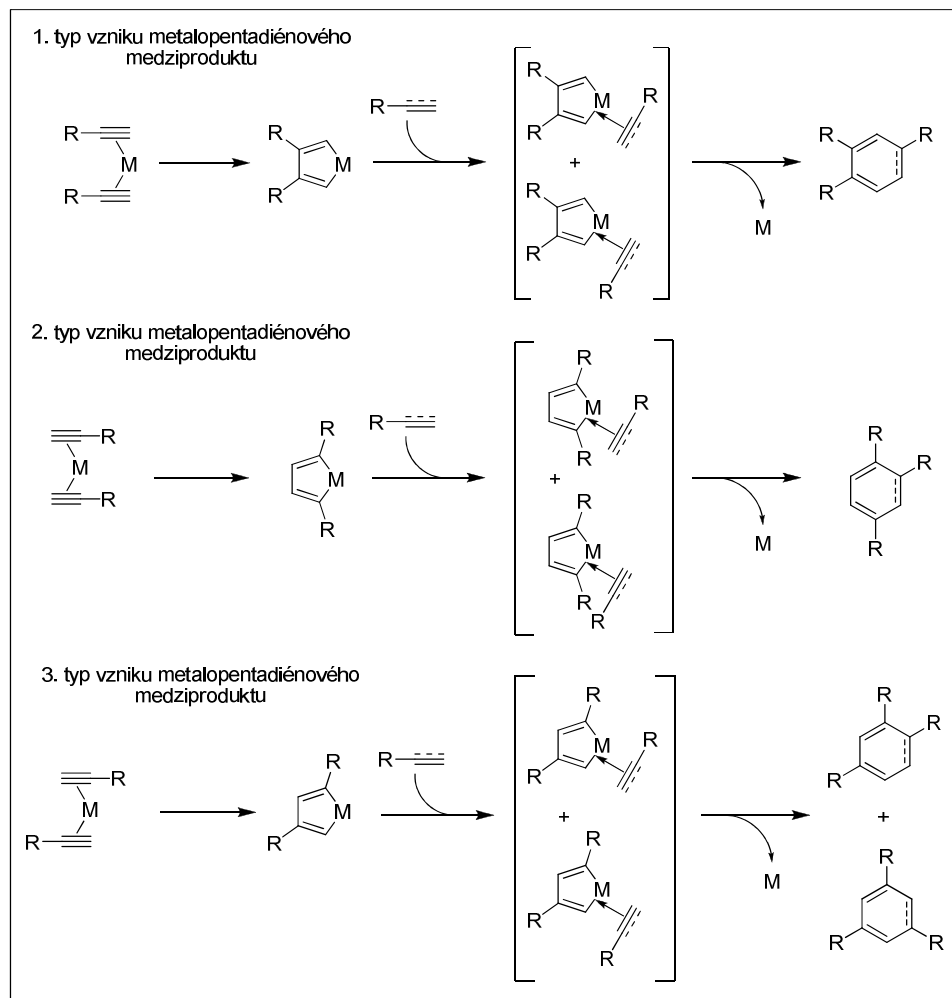 1. typ vzniku metalopentadiénového
medziproduktu
R
R
M
R
R
M
R
R
R
M
R
+
R
R
M
R
M
R
R
R
2. typ vzniku metalopentadiénového
medziproduktu
R
M
R
R
M
R
R
R
M
R
R
+
R
M
R
R
M
R
R
R
3. typ vzniku metalopentadiénového
medziproduktu
R
M
R
R
M
R
R
R
M
R
R
+
R
M
R
R
M
R
R
R
+
R
R
R